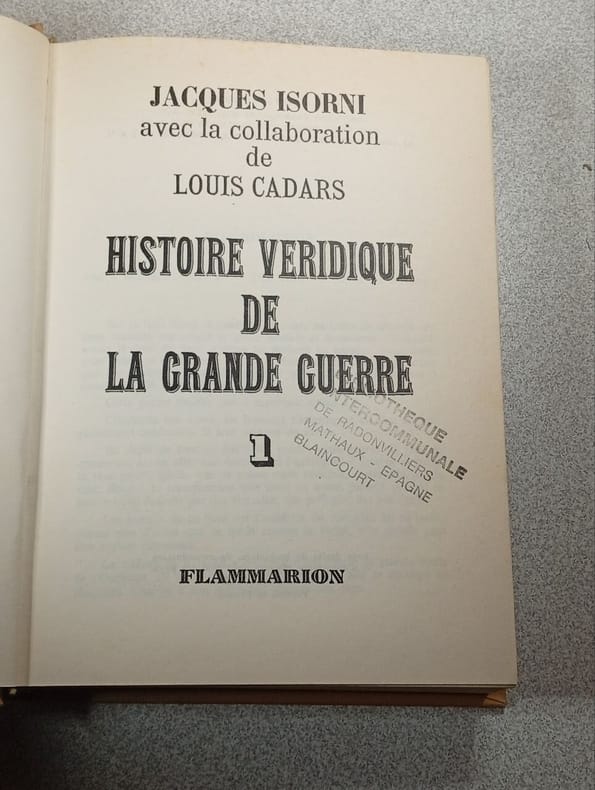 JACQUES ISORNI
avec la collaboration
de
LOUIS CADARS
HISTOIRE VERIDIQUE
DE
LA GRANDE GUERRE
1
BIBLIOTHEQUE
INTERCOMMUNALE
DE RADONVILLIERS
MATHAUX - EPAGNE
BLAINCOURT
FLAMMARION